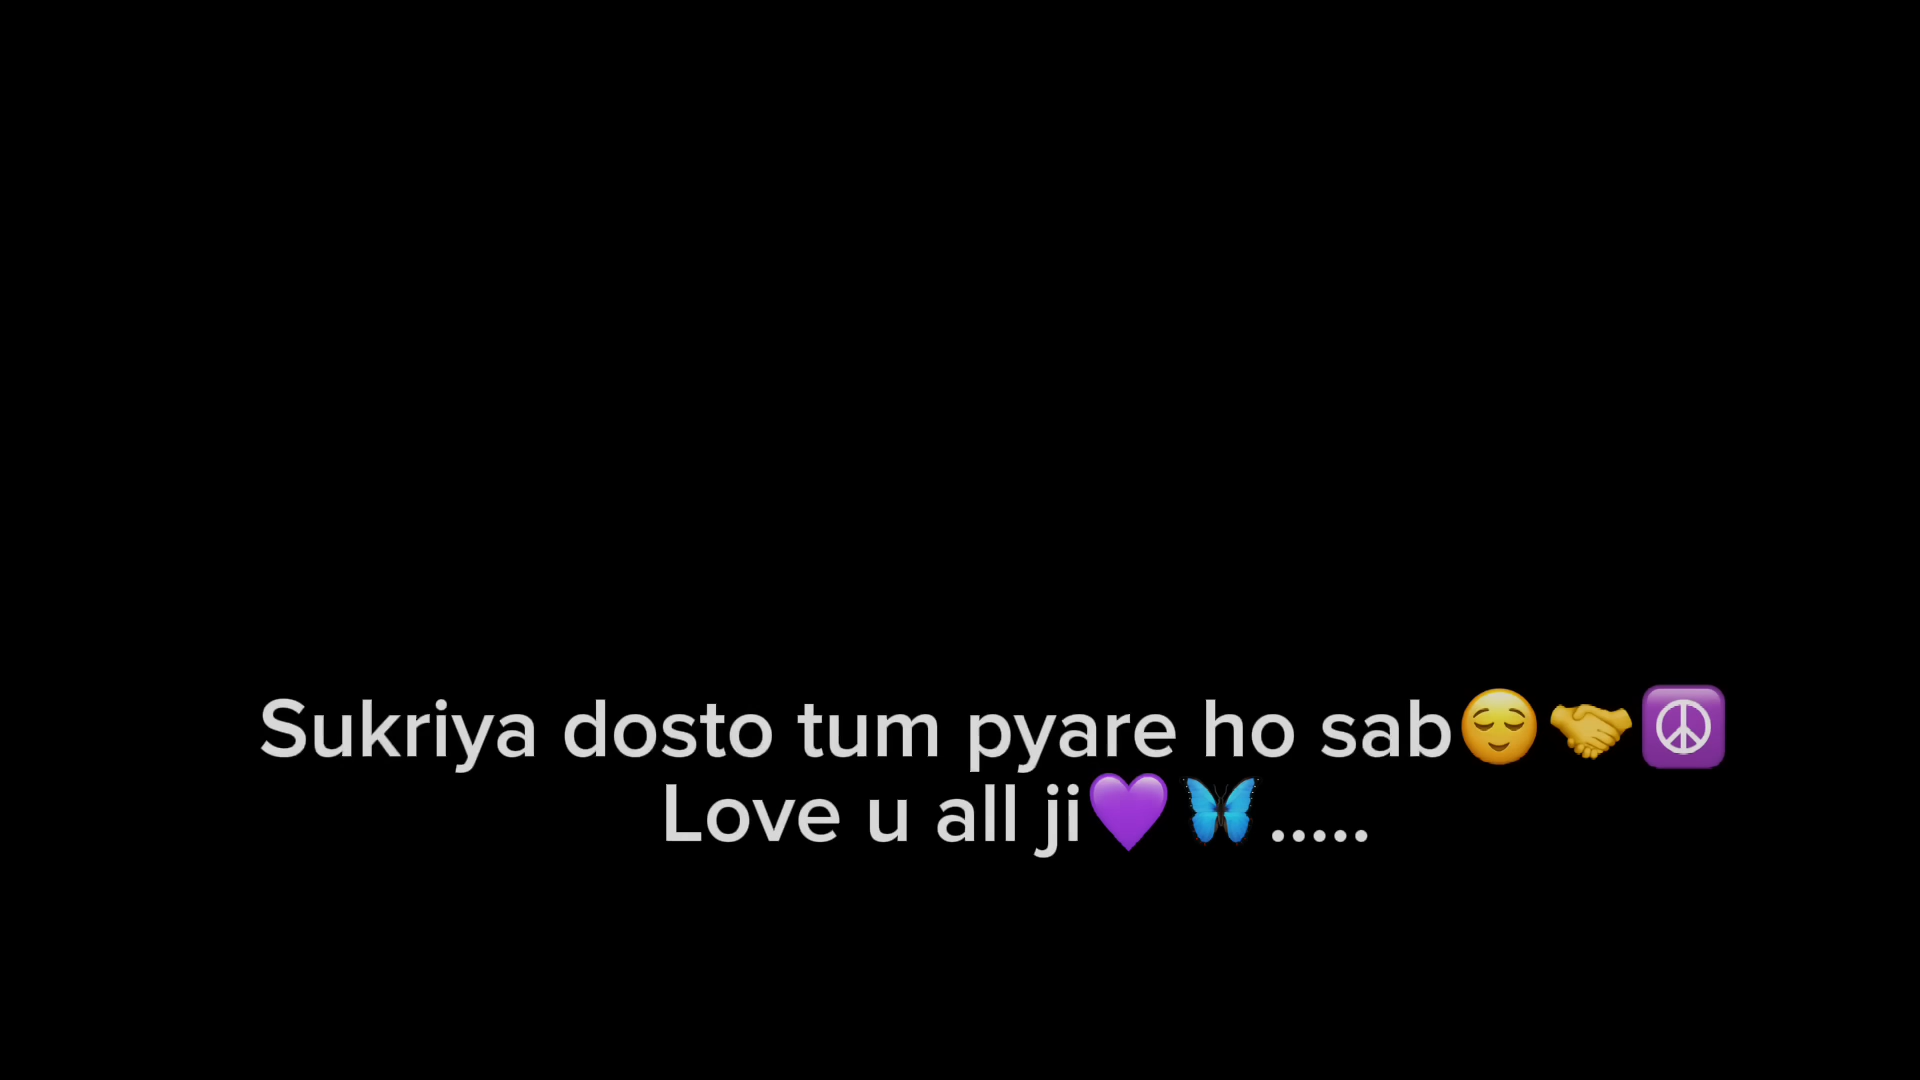 Sukriya dosto tum pyare ho sab😌🤝☮️
Love u all ji💜🦋.....